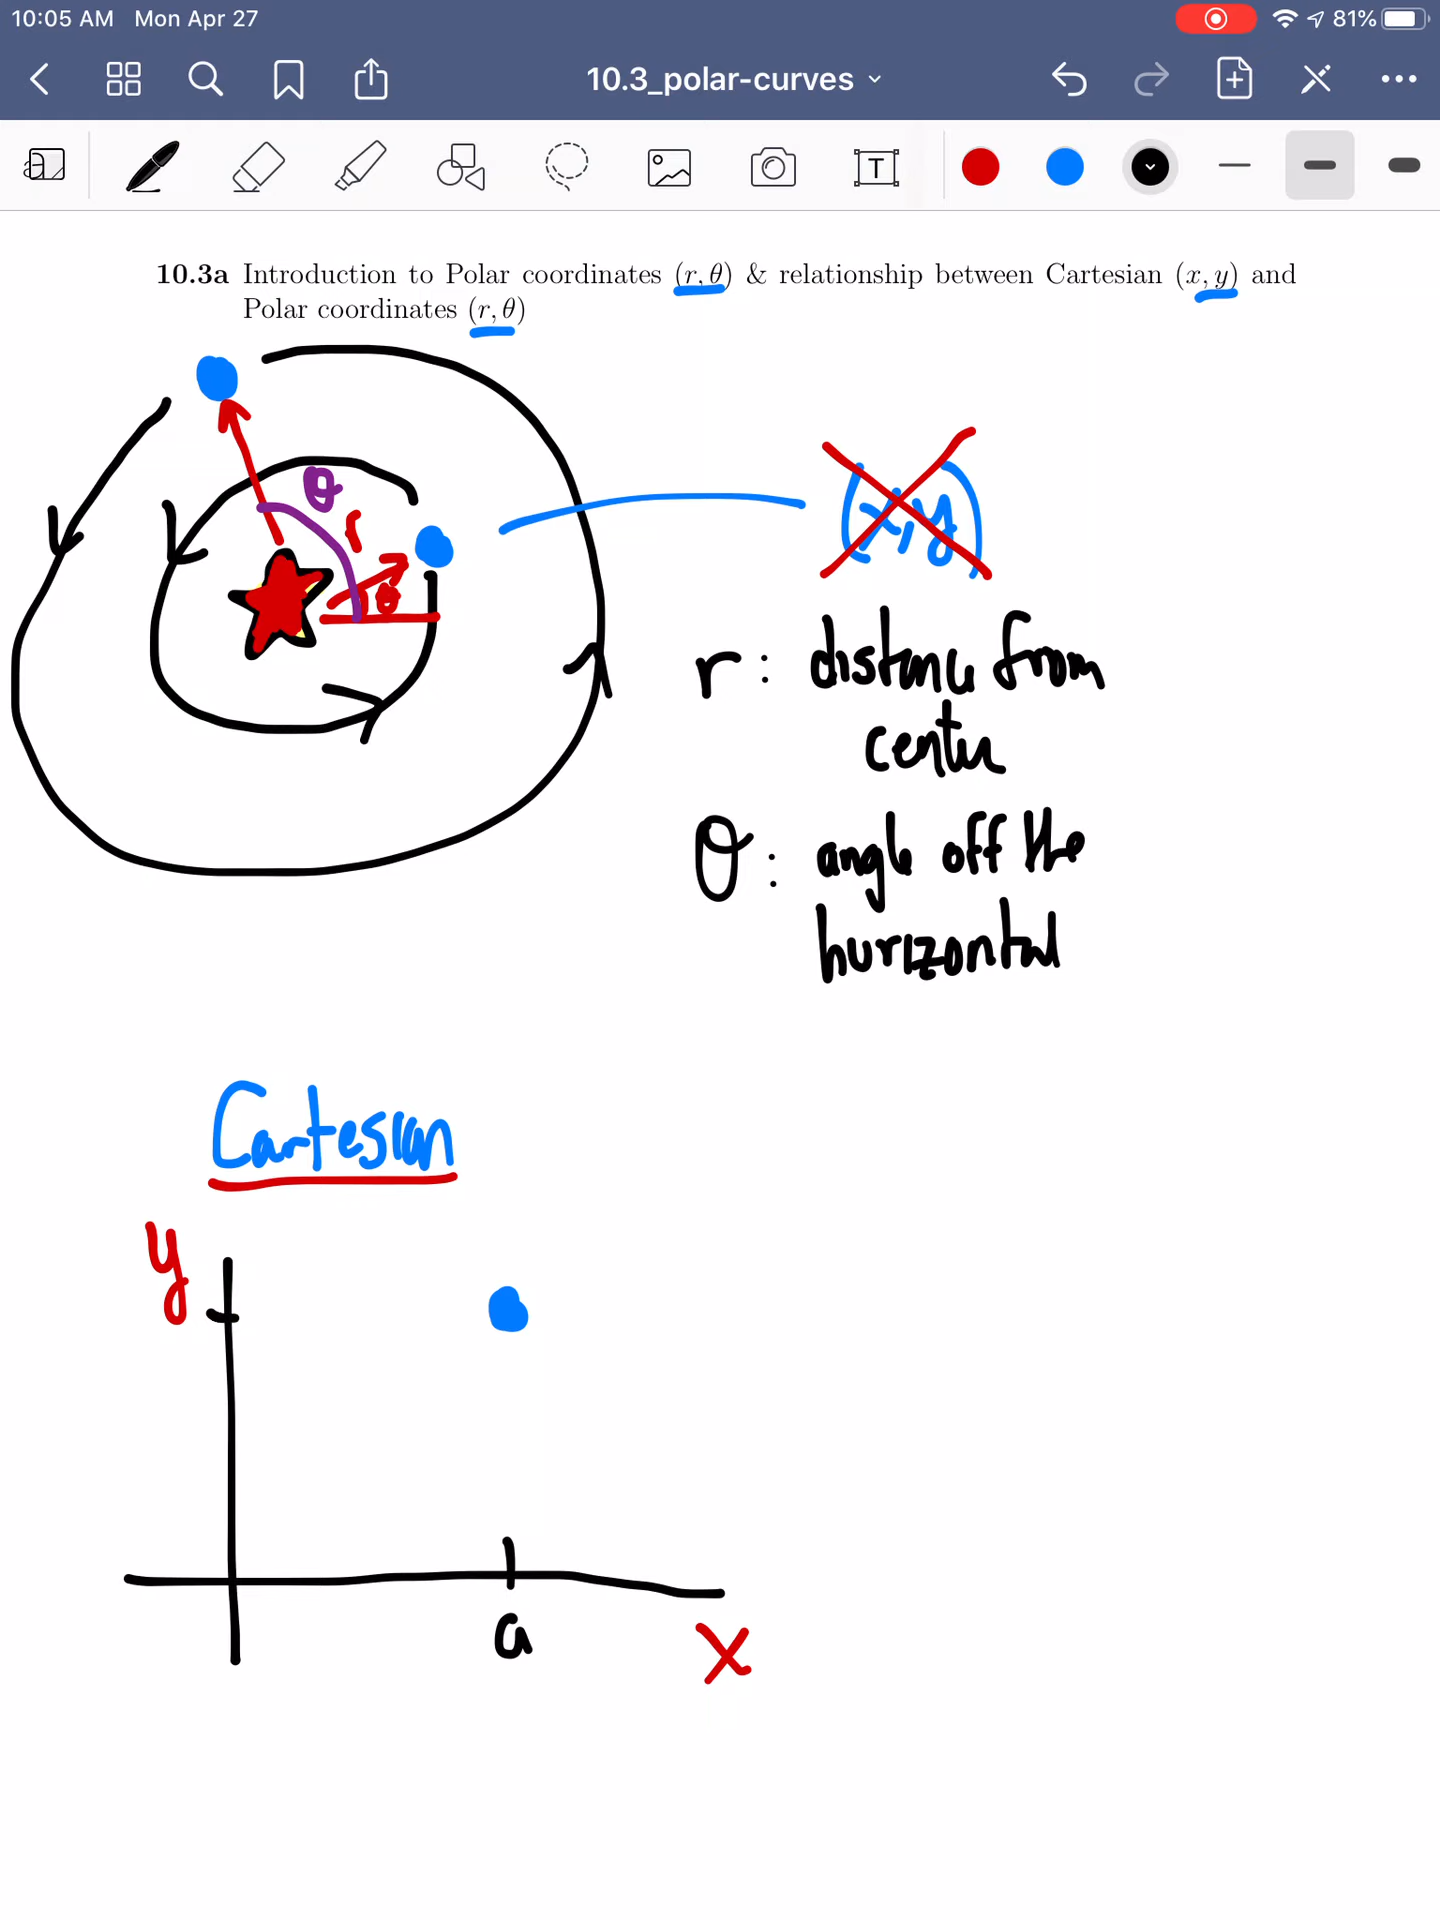 10:05 AM Mon Apr 27
81%
10.3_polar-curves
a
T
10.3a Introduction to Polar coordinates (r, θ) & relationship between Cartesian (x, y) and
Polar coordinates (r, θ)
θ
r
θ
(x,y)
r: distance from
center
θ: angle off the
horizontal
Cartesian
y
a
x